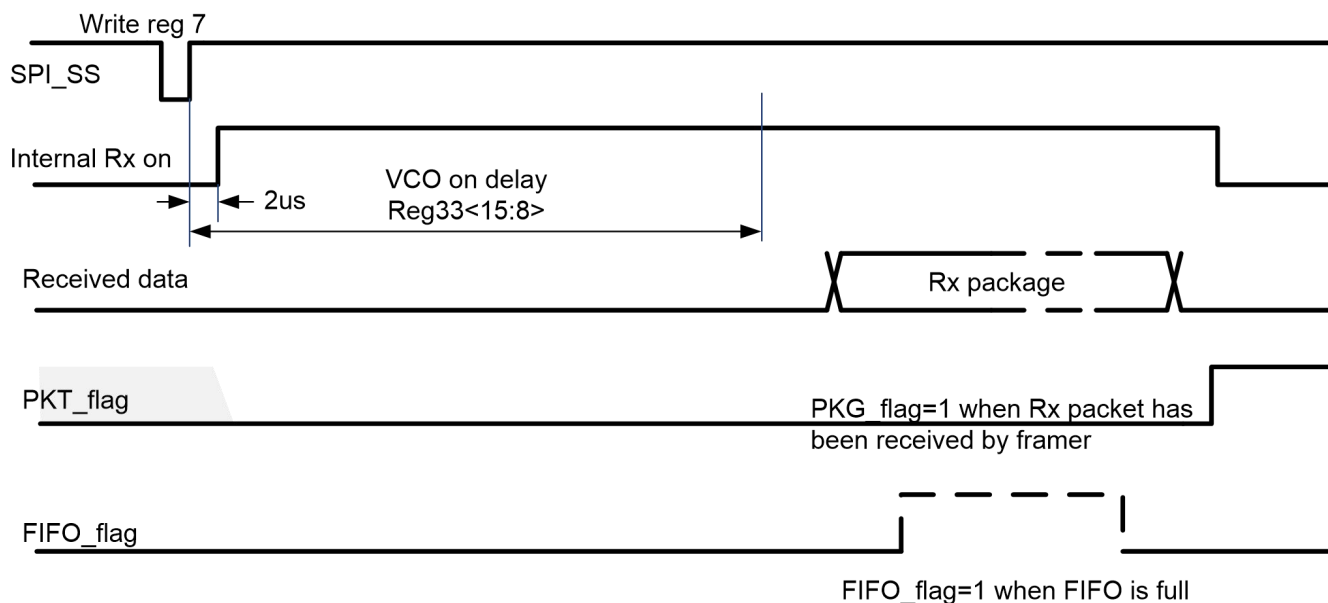 Write reg 7
SPI_SS
Internal Rx on
2us
VCO on delay
Reg33<15:8>
Received data
Rx package
PKT_flag
PKG_flag=1 when Rx packet has
been received by framer
FIFO_flag
FIFO_flag=1 when FIFO is full